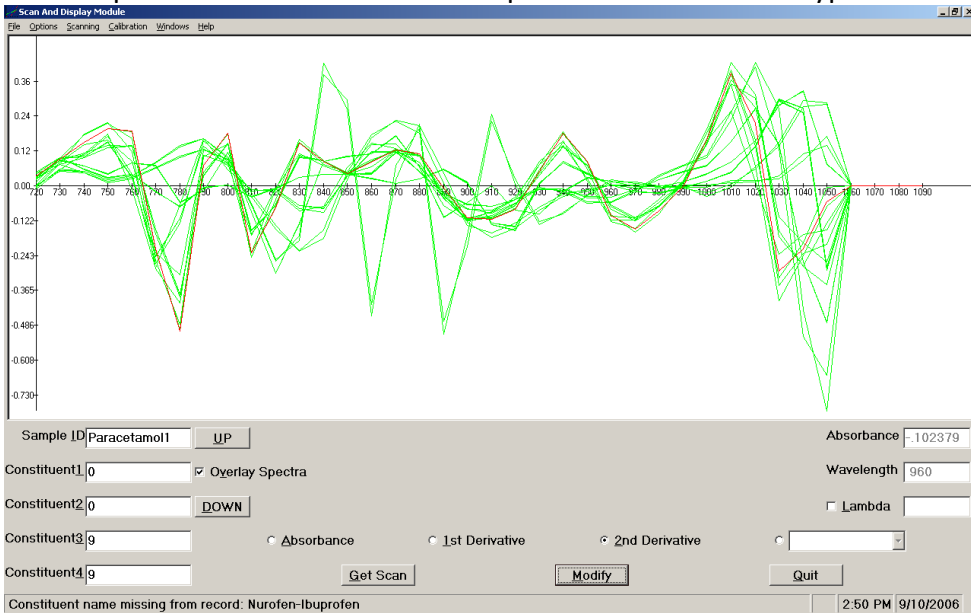 Scan And Display Module
File Options Scanning Calibration Windows Help
0.36
0.24
0.12
0.00
720 730 740 750 760 770 780 790 800 810 820 830 840 850 860 870 880 890 900 910 920 930 940 950 960 970 980 990 1000 1010 1020 1030 1040 1050 1060 1070 1080 1090
-0.122
-0.243
-0.365
-0.486
-0.608
-0.730
Sample ID Paracetamol1 UP Absorbance -.102379
Constituent1 0 Overlay Spectra Wavelength 960
Constituent2 0 DOWN Lambda
Constituent3 9 Absorbance 1st Derivative 2nd Derivative
Constituent4 9 Get Scan Modify Quit
Constituent name missing from record: Nurofen-Ibuprofen 2:50 PM 9/10/2006